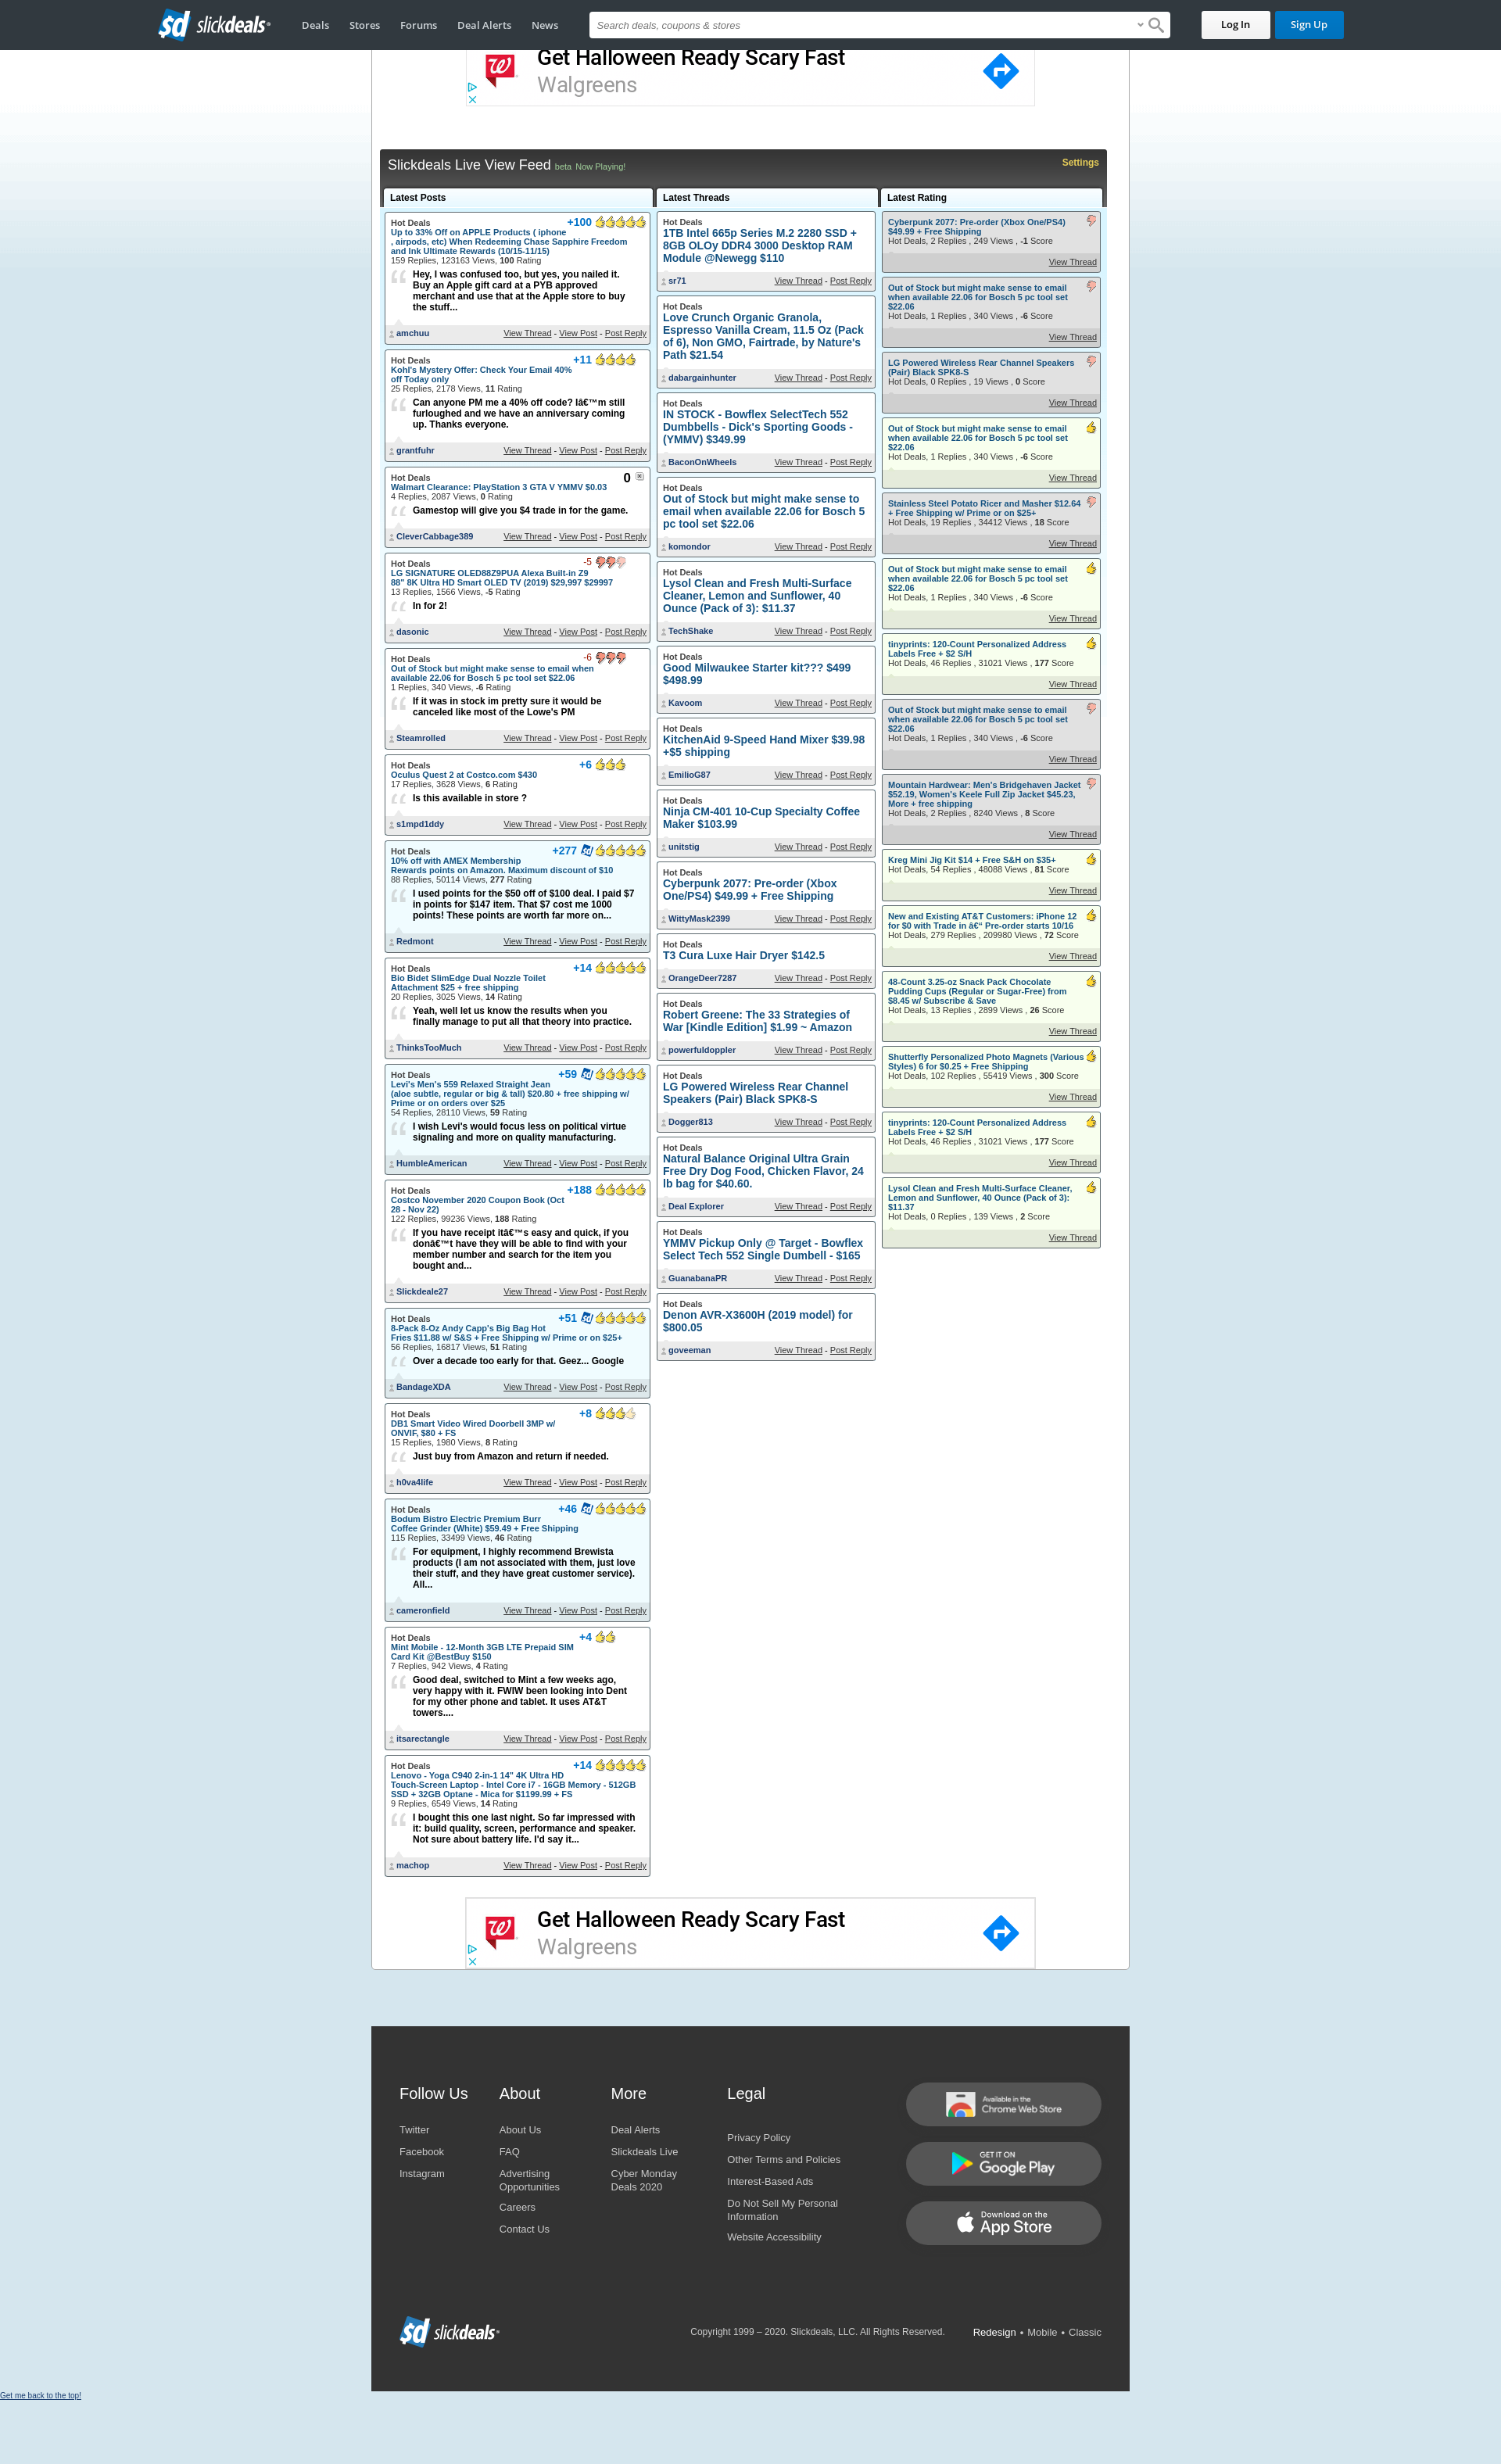 slickdeals
Deals
Stores
Forums
Deal Alerts
News
Search deals, coupons & stores
Log In
Sign Up
Get Halloween Ready Scary Fast
Walgreens
Slickdeals Live View Feed beta Now Playing!
Settings
Latest Posts
Hot Deals
+100
Up to 33% Off on APPLE Products ( iphone
, airpods, etc) When Redeeming Chase Sapphire Freedom
and Ink Ultimate Rewards (10/15-11/15)
159 Replies, 123163 Views, 100 Rating
Hey, I was confused too, but yes, you nailed it.
Buy an Apple gift card at a PYB approved
merchant and use that at the Apple store to buy
the stuff...
amchuu
View Thread - View Post - Post Reply
Hot Deals
+11
Kohl's Mystery Offer: Check Your Email 40%
off Today only
25 Replies, 2178 Views, 11 Rating
Can anyone PM me a 40% off code? Iâ€™m still
furloughed and we have an anniversary coming
up. Thanks everyone.
grantfuhr
View Thread - View Post - Post Reply
Hot Deals
0
Walmart Clearance: PlayStation 3 GTA V YMMV $0.03
4 Replies, 2087 Views, 0 Rating
Gamestop will give you $4 trade in for the game.
CleverCabbage389
View Thread - View Post - Post Reply
Hot Deals
-5
LG SIGNATURE OLED88Z9PUA Alexa Built-in Z9
88" 8K Ultra HD Smart OLED TV (2019) $29,997 $29997
13 Replies, 1566 Views, -5 Rating
In for 2!
dasonic
View Thread - View Post - Post Reply
Hot Deals
-6
Out of Stock but might make sense to email when
available 22.06 for Bosch 5 pc tool set $22.06
1 Replies, 340 Views, -6 Rating
If it was in stock im pretty sure it would be
canceled like most of the Lowe's PM
Steamrolled
View Thread - View Post - Post Reply
Hot Deals
+6
Oculus Quest 2 at Costco.com $430
17 Replies, 3628 Views, 6 Rating
Is this available in store ?
s1mpd1ddy
View Thread - View Post - Post Reply
Hot Deals
+277
10% off with AMEX Membership
Rewards points on Amazon. Maximum discount of $10
88 Replies, 50114 Views, 277 Rating
I used points for the $50 off of $100 deal. I paid $7
in points for $147 item. That $7 cost me 1000
points! These points are worth far more on...
Redmont
View Thread - View Post - Post Reply
Hot Deals
+14
Bio Bidet SlimEdge Dual Nozzle Toilet
Attachment $25 + free shipping
20 Replies, 3025 Views, 14 Rating
Yeah, well let us know the results when you
finally manage to put all that theory into practice.
ThinksTooMuch
View Thread - View Post - Post Reply
Hot Deals
+59
Levi's Men's 559 Relaxed Straight Jean
(aloe subtle, regular or big & tall) $20.80 + free shipping w/
Prime or on orders over $25
54 Replies, 28110 Views, 59 Rating
I wish Levi's would focus less on political virtue
signaling and more on quality manufacturing.
HumbleAmerican
View Thread - View Post - Post Reply
Hot Deals
+188
Costco November 2020 Coupon Book (Oct
28 - Nov 22)
122 Replies, 99236 Views, 188 Rating
If you have receipt itâ€™s easy and quick, if you
donâ€™t have they will be able to find with your
member number and search for the item you
bought and...
Slickdeale27
View Thread - View Post - Post Reply
Hot Deals
+51
8-Pack 8-Oz Andy Capp's Big Bag Hot
Fries $11.88 w/ S&S + Free Shipping w/ Prime or on $25+
56 Replies, 16817 Views, 51 Rating
Over a decade too early for that. Geez... Google
BandageXDA
View Thread - View Post - Post Reply
Hot Deals
+8
DB1 Smart Video Wired Doorbell 3MP w/
ONVIF, $80 + FS
15 Replies, 1980 Views, 8 Rating
Just buy from Amazon and return if needed.
h0va4life
View Thread - View Post - Post Reply
Hot Deals
+46
Bodum Bistro Electric Premium Burr
Coffee Grinder (White) $59.49 + Free Shipping
115 Replies, 33499 Views, 46 Rating
For equipment, I highly recommend Brewista
products (I am not associated with them, just love
their stuff, and they have great customer service).
All...
cameronfield
View Thread - View Post - Post Reply
Hot Deals
+4
Mint Mobile - 12-Month 3GB LTE Prepaid SIM
Card Kit @BestBuy $150
7 Replies, 942 Views, 4 Rating
Good deal, switched to Mint a few weeks ago,
very happy with it. FWIW been looking into Dent
for my other phone and tablet. It uses AT&T
towers....
itsarectangle
View Thread - View Post - Post Reply
Hot Deals
+14
Lenovo - Yoga C940 2-in-1 14" 4K Ultra HD
Touch-Screen Laptop - Intel Core i7 - 16GB Memory - 512GB
SSD + 32GB Optane - Mica for $1199.99 + FS
9 Replies, 6549 Views, 14 Rating
I bought this one last night. So far impressed with
it: build quality, screen, performance and speaker.
Not sure about battery life. I'd say it...
machop
View Thread - View Post - Post Reply
Latest Threads
Hot Deals
1TB Intel 665p Series M.2 2280 SSD +
8GB OLOy DDR4 3000 Desktop RAM
Module @Newegg $110
sr71
View Thread - Post Reply
Hot Deals
Love Crunch Organic Granola,
Espresso Vanilla Cream, 11.5 Oz (Pack
of 6), Non GMO, Fairtrade, by Nature's
Path $21.54
dabargainhunter
View Thread - Post Reply
Hot Deals
IN STOCK - Bowflex SelectTech 552
Dumbbells - Dick's Sporting Goods -
(YMMV) $349.99
BaconOnWheels
View Thread - Post Reply
Hot Deals
Out of Stock but might make sense to
email when available 22.06 for Bosch 5
pc tool set $22.06
komondor
View Thread - Post Reply
Hot Deals
Lysol Clean and Fresh Multi-Surface
Cleaner, Lemon and Sunflower, 40
Ounce (Pack of 3): $11.37
TechShake
View Thread - Post Reply
Hot Deals
Good Milwaukee Starter kit??? $499
$498.99
Kavoom
View Thread - Post Reply
Hot Deals
KitchenAid 9-Speed Hand Mixer $39.98
+$5 shipping
EmilioG87
View Thread - Post Reply
Hot Deals
Ninja CM-401 10-Cup Specialty Coffee
Maker $103.99
unitstig
View Thread - Post Reply
Hot Deals
Cyberpunk 2077: Pre-order (Xbox
One/PS4) $49.99 + Free Shipping
WittyMask2399
View Thread - Post Reply
Hot Deals
T3 Cura Luxe Hair Dryer $142.5
OrangeDeer7287
View Thread - Post Reply
Hot Deals
Robert Greene: The 33 Strategies of
War [Kindle Edition] $1.99 ~ Amazon
powerfuldoppler
View Thread - Post Reply
Hot Deals
LG Powered Wireless Rear Channel
Speakers (Pair) Black SPK8-S
Dogger813
View Thread - Post Reply
Hot Deals
Natural Balance Original Ultra Grain
Free Dry Dog Food, Chicken Flavor, 24
lb bag for $40.60.
Deal Explorer
View Thread - Post Reply
Hot Deals
YMMV Pickup Only @ Target - Bowflex
Select Tech 552 Single Dumbell - $165
GuanabanaPR
View Thread - Post Reply
Hot Deals
Denon AVR-X3600H (2019 model) for
$800.05
goveeman
View Thread - Post Reply
Latest Rating
Cyberpunk 2077: Pre-order (Xbox One/PS4)
$49.99 + Free Shipping
Hot Deals, 2 Replies , 249 Views , -1 Score
View Thread
Out of Stock but might make sense to email
when available 22.06 for Bosch 5 pc tool set
$22.06
Hot Deals, 1 Replies , 340 Views , -6 Score
View Thread
LG Powered Wireless Rear Channel Speakers
(Pair) Black SPK8-S
Hot Deals, 0 Replies , 19 Views , 0 Score
View Thread
Out of Stock but might make sense to email
when available 22.06 for Bosch 5 pc tool set
$22.06
Hot Deals, 1 Replies , 340 Views , -6 Score
View Thread
Stainless Steel Potato Ricer and Masher $12.64
+ Free Shipping w/ Prime or on $25+
Hot Deals, 19 Replies , 34412 Views , 18 Score
View Thread
Out of Stock but might make sense to email
when available 22.06 for Bosch 5 pc tool set
$22.06
Hot Deals, 1 Replies , 340 Views , -6 Score
View Thread
tinyprints: 120-Count Personalized Address
Labels Free + $2 S/H
Hot Deals, 46 Replies , 31021 Views , 177 Score
View Thread
Out of Stock but might make sense to email
when available 22.06 for Bosch 5 pc tool set
$22.06
Hot Deals, 1 Replies , 340 Views , -6 Score
View Thread
Mountain Hardwear: Men's Bridgehaven Jacket
$52.19, Women's Keele Full Zip Jacket $45.23,
More + free shipping
Hot Deals, 2 Replies , 8240 Views , 8 Score
View Thread
Kreg Mini Jig Kit $14 + Free S&H on $35+
Hot Deals, 54 Replies , 48088 Views , 81 Score
View Thread
New and Existing AT&T Customers: iPhone 12
for $0 with Trade in â€“ Pre-order starts 10/16
Hot Deals, 279 Replies , 209980 Views , 72 Score
View Thread
48-Count 3.25-oz Snack Pack Chocolate
Pudding Cups (Regular or Sugar-Free) from
$8.45 w/ Subscribe & Save
Hot Deals, 13 Replies , 2899 Views , 26 Score
View Thread
Shutterfly Personalized Photo Magnets (Various
Styles) 6 for $0.25 + Free Shipping
Hot Deals, 102 Replies , 55419 Views , 300 Score
View Thread
tinyprints: 120-Count Personalized Address
Labels Free + $2 S/H
Hot Deals, 46 Replies , 31021 Views , 177 Score
View Thread
Lysol Clean and Fresh Multi-Surface Cleaner,
Lemon and Sunflower, 40 Ounce (Pack of 3):
$11.37
Hot Deals, 0 Replies , 139 Views , 2 Score
View Thread
Get Halloween Ready Scary Fast
Walgreens
Follow Us
Twitter
Facebook
Instagram
About
About Us
FAQ
Advertising
Opportunities
Careers
Contact Us
More
Deal Alerts
Slickdeals Live
Cyber Monday
Deals 2020
Legal
Privacy Policy
Other Terms and Policies
Interest-Based Ads
Do Not Sell My Personal
Information
Website Accessibility
Available in the
Chrome Web Store
GET IT ON
Google Play
Download on the
App Store
slickdeals
Copyright 1999 – 2020. Slickdeals, LLC. All Rights Reserved.
Redesign • Mobile • Classic
Get me back to the top!